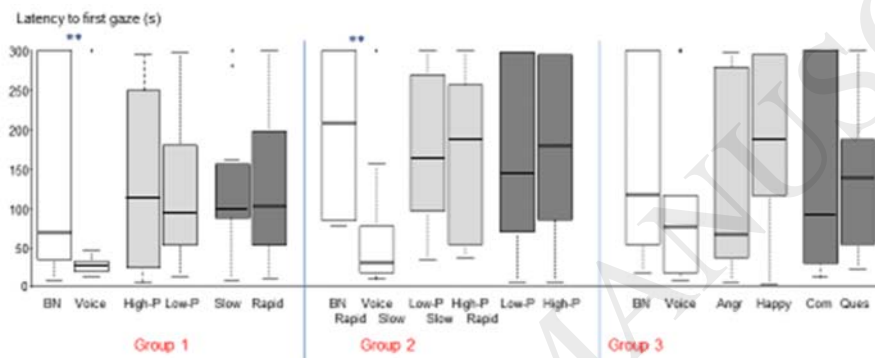 Latency to first gaze (s)
** **
300
250
200
150
100
50
0
BN Voice High-P Low-P Slow Rapid BN Voice Low-P High-P Low-P High-P BN Voice Angr Happy Com Ques
Rapid Slow Slow Rapid
Group 1 Group 2 Group 3
MANUSC